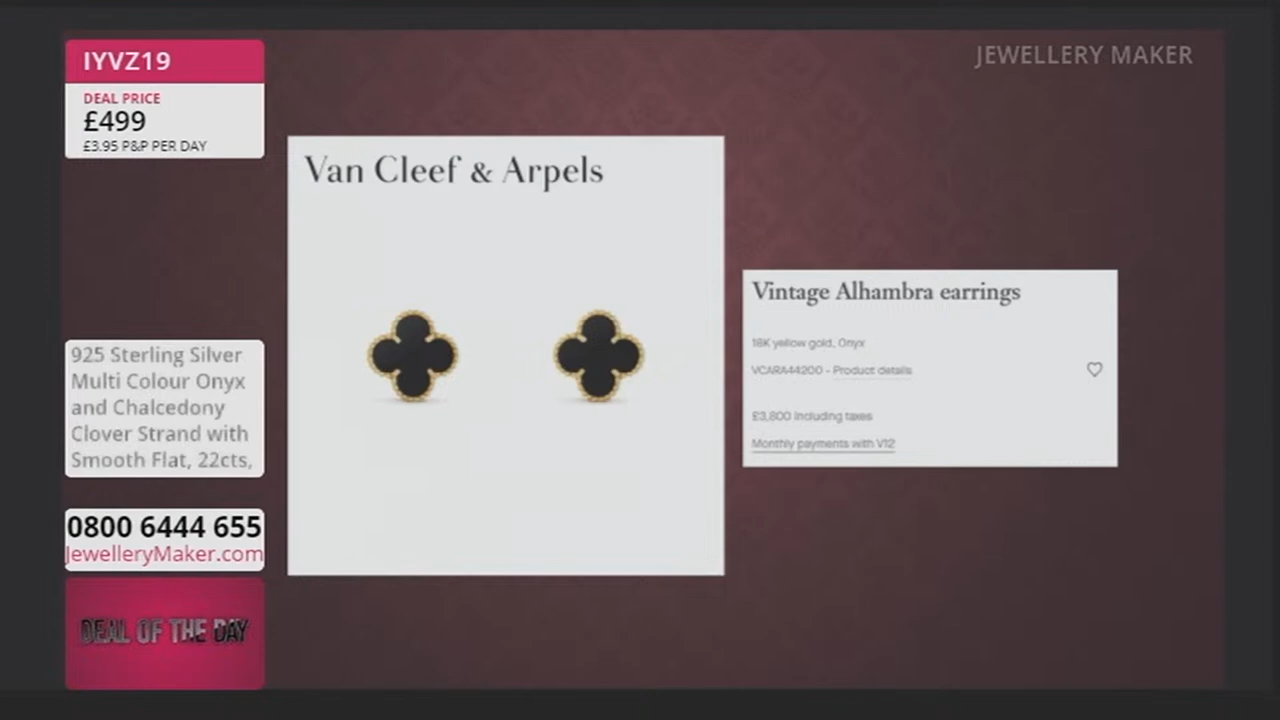 IYVZ19
DEAL PRICE
£499
£3.95 P&P PER DAY
JEWELLERY MAKER
Van Cleef & Arpels
Vintage Alhambra earrings
18K yellow gold, Onyx
VCARA44200 - Product details
£3,800 including taxes
Monthly payments with V12
925 Sterling Silver
Multi Colour Onyx
and Chalcedony
Clover Strand with
Smooth Flat, 22cts,
0800 6444 655
JewelleryMaker.com
DEAL OF THE DAY